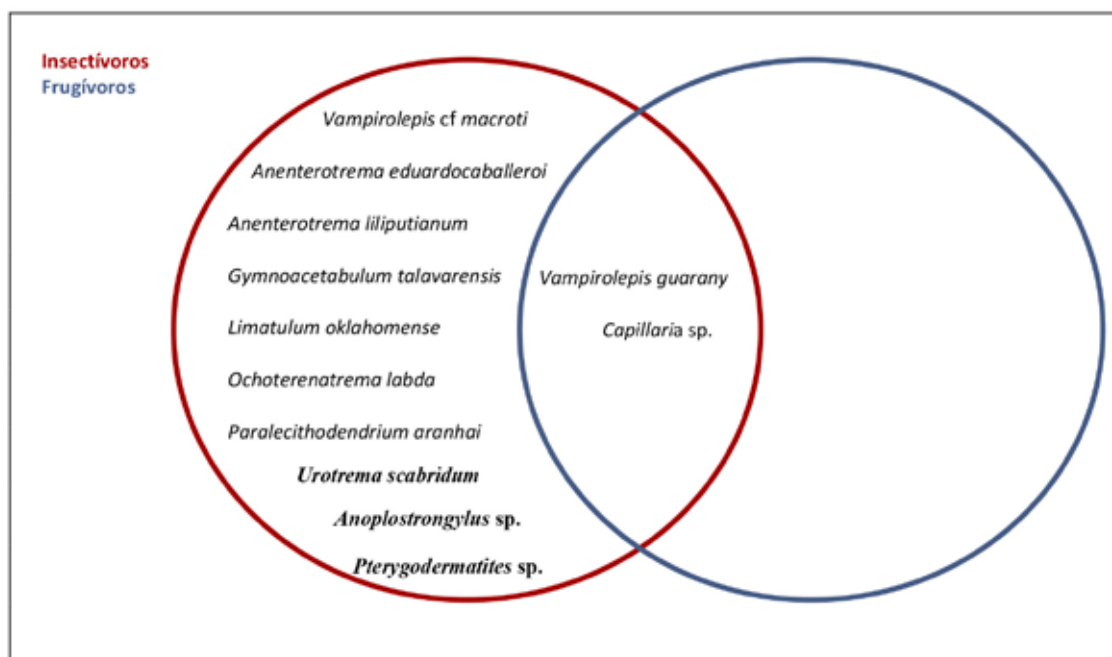 Insectívoros
Frugívoros
Vampirolepis cf macroti
Anenterotrema eduardocaballeroi
Anenterotrema liliputianum
Gymnoacetabulum talavarensis
Limatulum oklahomense
Ochoterenatrema labda
Paralecithodendrium aranhai
Urotrema scabridum
Anoplostrongylus sp.
Pterygodermatites sp.
Vampirolepis guarany
Capillaria sp.